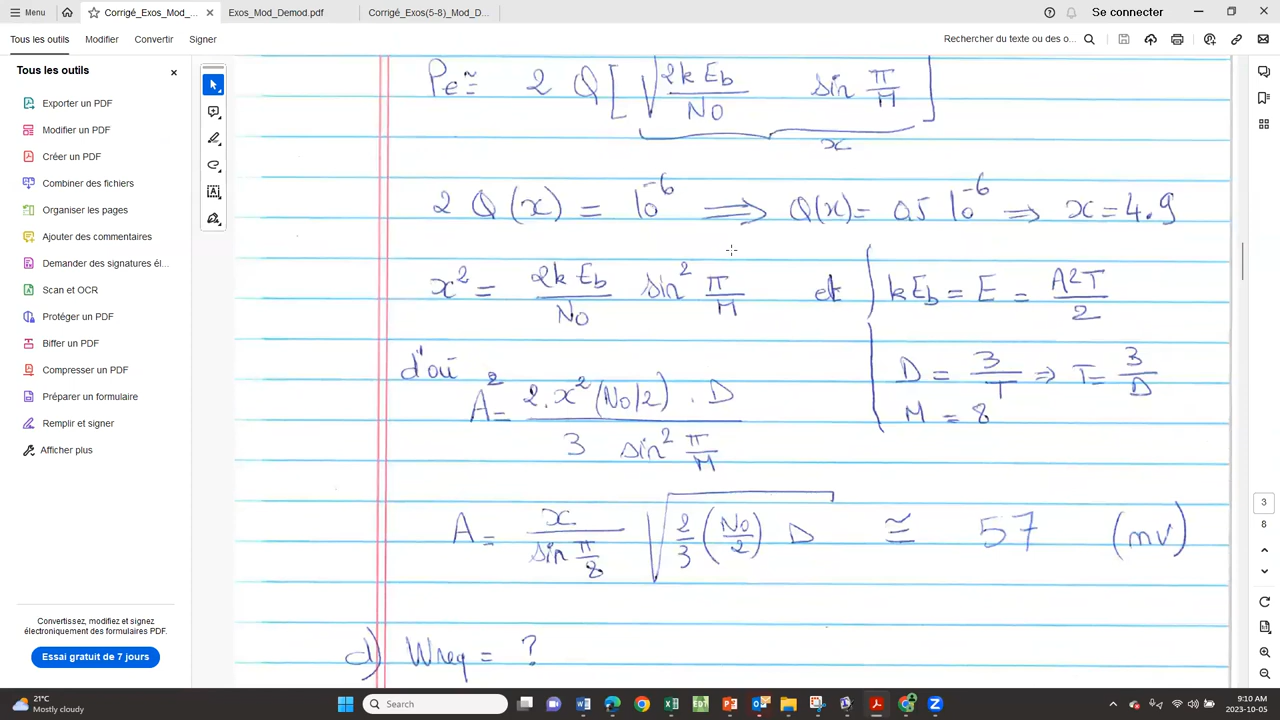 Menu
Corrigé_Exos_Mod_...
Exos_Mod_Demod.pdf
Corrigé_Exos(5-8)_Mod_D...
Se connecter
Tous les outils
Modifier
Convertir
Signer
Rechercher du texte ou des o...
Tous les outils
Exporter un PDF
Modifier un PDF
Créer un PDF
Combiner des fichiers
Organiser les pages
Ajouter des commentaires
Demander des signatures él...
Scan et OCR
Protéger un PDF
Biffer un PDF
Compresser un PDF
Préparer un formulaire
Remplir et signer
Afficher plus
Convertissez, modifiez et signez
électroniquement des formulaires PDF.
Essai gratuit de 7 jours
Pe ≅ 2 Q[√(2k Eb / No) sin π/M]
x
2 Q(x) = 10^-6 ⟹ Q(x) = 0.5 10^-6 ⟹ x = 4.9
x² = (2k Eb / No) sin² π/M et kEb = E = A²T / 2
d'où D = 3/T ⟹ T = 3/D
A² = 2.x²(No/2).D / (3 sin² π/M) M = 8
A = x / (sin π/8) √(2/3 (No/2) D) ≅ 57 (mv)
d) Wreq = ?
3
8
21°C
Mostly cloudy
Search
9:10 AM
2023-10-05